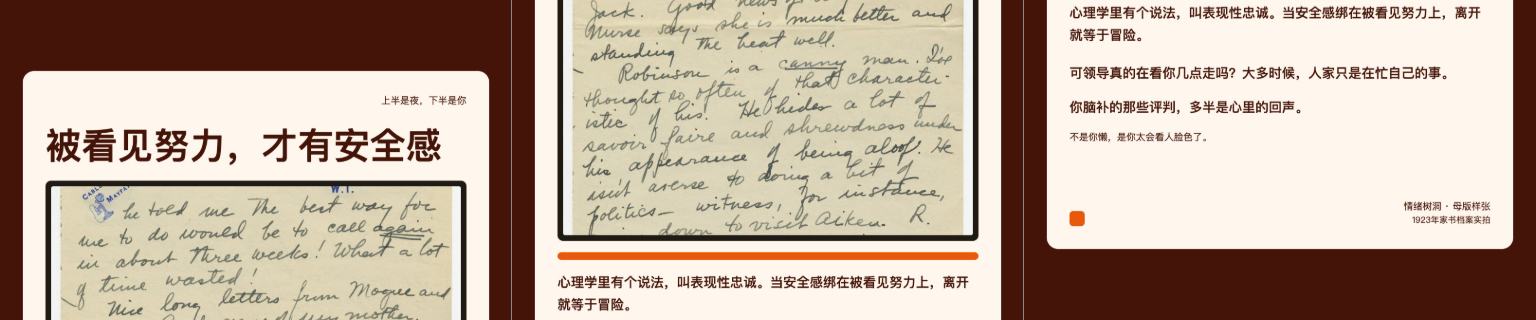 上半是夜，下半是你
被看见努力，才有安全感
W.1.
he told me the best way for
me to do would be to call again
in about three weeks! What a lot
of time wasted!
Nice long letters from Mogue and
Jack. Good news of
Nurse says she is much better and
standing the heat well.
Robinson is a canny man. I've
thought so often of that character-
istic of his! He hides a lot of
savoir faire and shrewdness under
his appearance of being aloof. He
isn't averse to doing a bit of
politics— witness, for instance,
down to visit Aiken. R.
心理学里有个说法，叫表现性忠诚。当安全感绑在被看见努力上，离开
就等于冒险。
心理学里有个说法，叫表现性忠诚。当安全感绑在被看见努力上，离开
就等于冒险。
可领导真的在看你几点走吗？大多时候，人家只是在忙自己的事。
你脑补的那些评判，多半是心里的回声。
不是你懒，是你太会看人脸色了。
情绪树洞 · 母版样张
1923年家书档案实拍